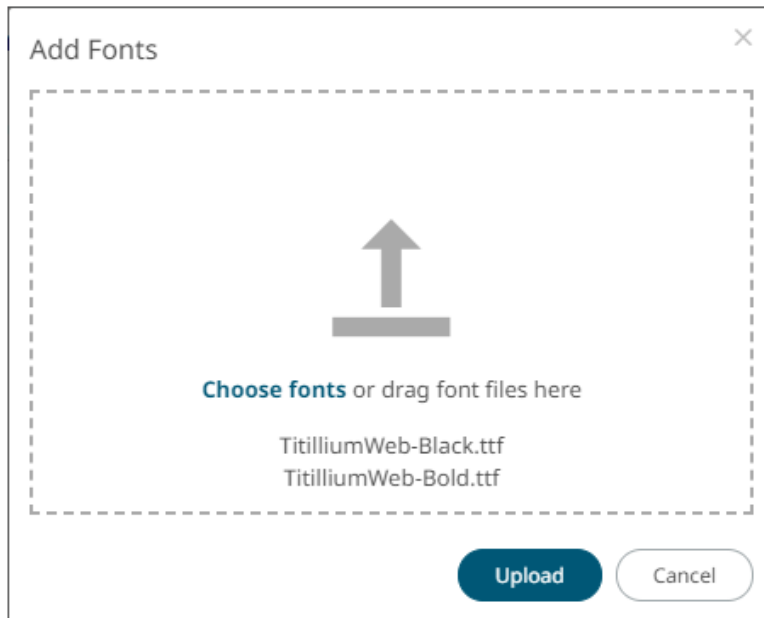 Add Fonts
Choose fonts or drag font files here
TitilliumWeb-Black.ttf
TitilliumWeb-Bold.ttf
Upload
Cancel